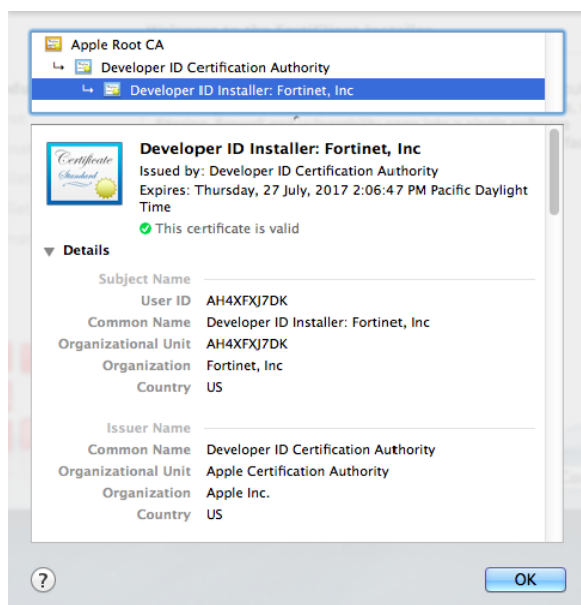 Apple Root CA
↳ Developer ID Certification Authority
↳ Developer ID Installer: Fortinet, Inc
Certificate
Standard
Developer ID Installer: Fortinet, Inc
Issued by: Developer ID Certification Authority
Expires: Thursday, 27 July, 2017 2:06:47 PM Pacific Daylight
Time
This certificate is valid
▼ Details
Subject Name
User ID AH4XFXJ7DK
Common Name Developer ID Installer: Fortinet, Inc
Organizational Unit AH4XFXJ7DK
Organization Fortinet, Inc
Country US
Issuer Name
Common Name Developer ID Certification Authority
Organizational Unit Apple Certification Authority
Organization Apple Inc.
Country US
?
OK